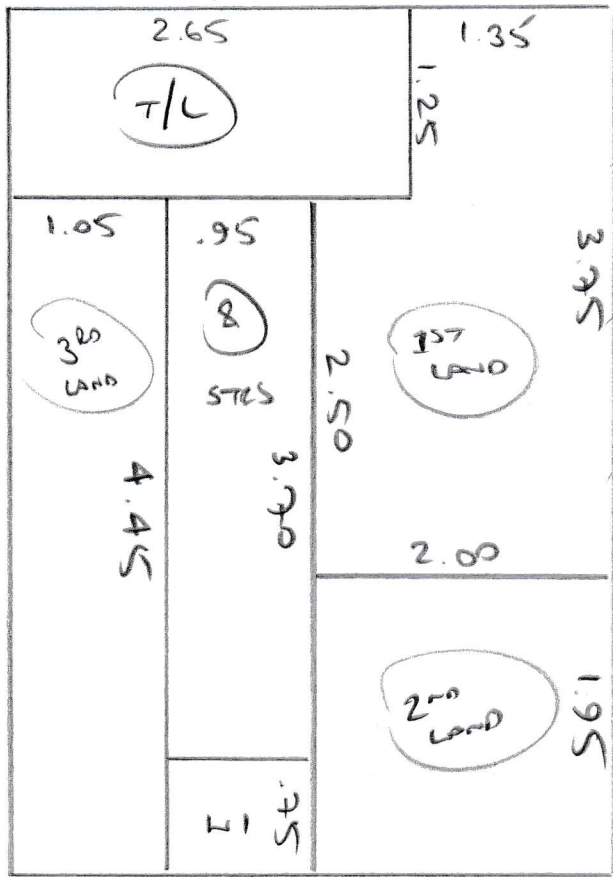 2.65
T/L
1.25
1.35
3.75
1.05
3RD
LAND
4.45
.95
8
STRS
3.70
2.50
1ST
LAND
2.00
2ND
LAND
1.95
.75